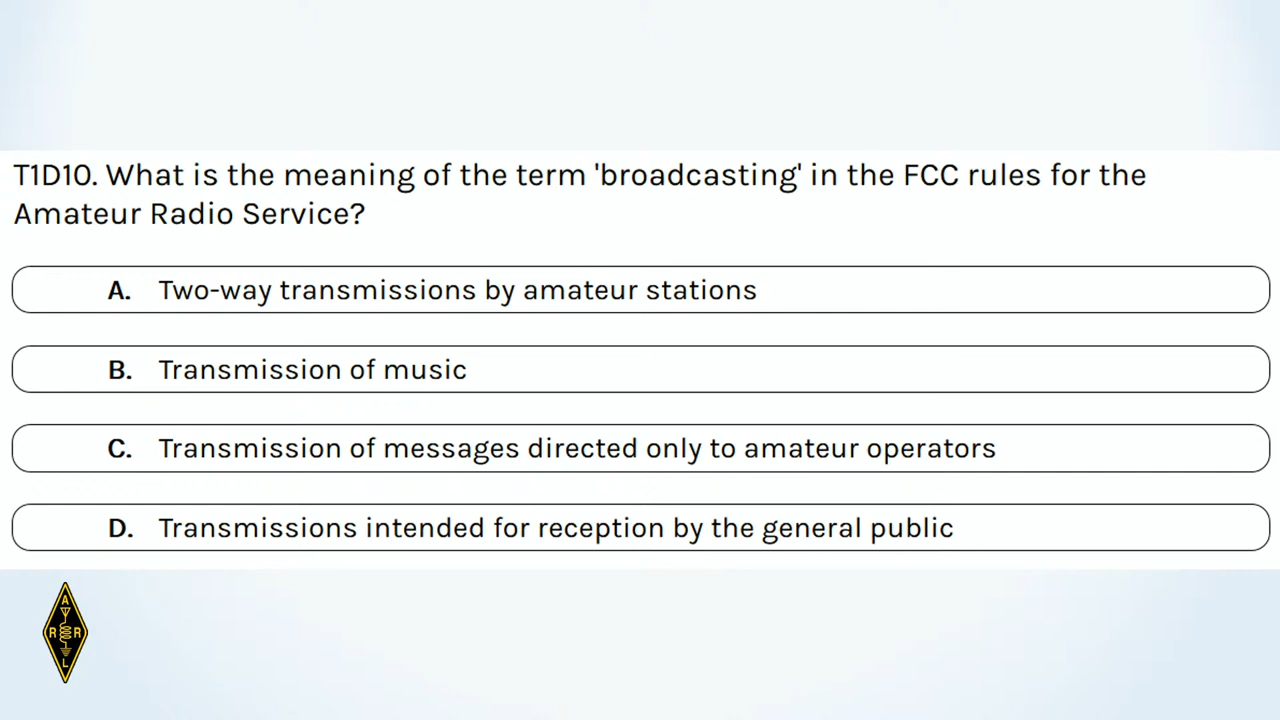 T1D10. What is the meaning of the term 'broadcasting' in the FCC rules for the
Amateur Radio Service?
A. Two-way transmissions by amateur stations
B. Transmission of music
C. Transmission of messages directed only to amateur operators
D. Transmissions intended for reception by the general public
A
R R
L